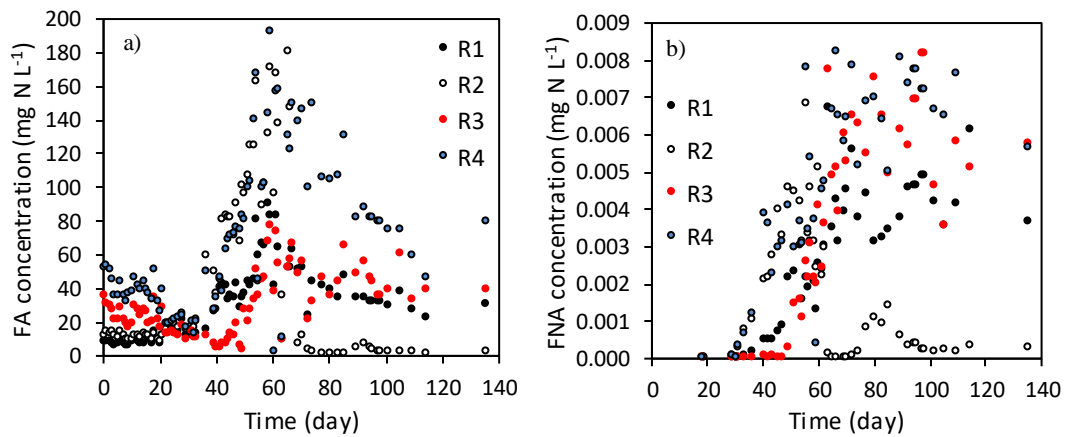 a)
FA concentration (mg N L-1)
200
180
160
140
120
100
80
60
40
20
0
R1
R2
R3
R4
0 20 40 60 80 100 120 140
Time (day)
b)
FNA concentration (mg N L-1)
0.009
0.008
0.007
0.006
0.005
0.004
0.003
0.002
0.001
0.000
R1
R2
R3
R4
0 20 40 60 80 100 120 140
Time (day)